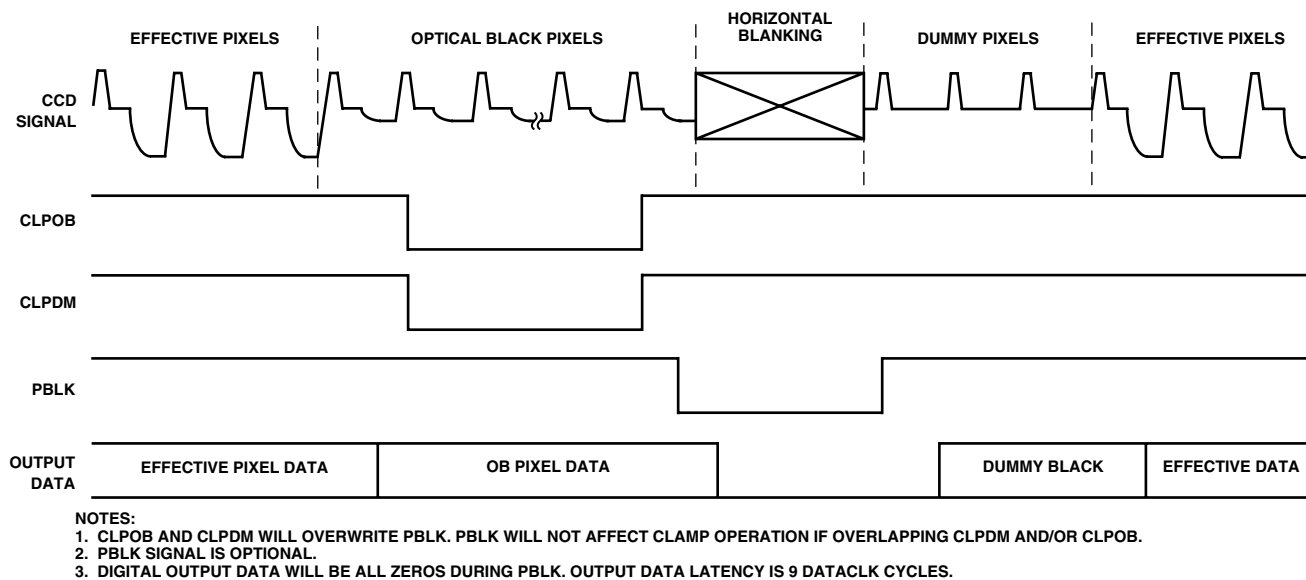 HORIZONTAL
BLANKING
EFFECTIVE PIXELS
OPTICAL BLACK PIXELS
DUMMY PIXELS
EFFECTIVE PIXELS
CCD
SIGNAL
CLPOB
CLPDM
PBLK
OUTPUT
DATA
EFFECTIVE PIXEL DATA
OB PIXEL DATA
DUMMY BLACK
EFFECTIVE DATA
NOTES:
1. CLPOB AND CLPDM WILL OVERWRITE PBLK. PBLK WILL NOT AFFECT CLAMP OPERATION IF OVERLAPPING CLPDM AND/OR CLPOB.
2. PBLK SIGNAL IS OPTIONAL.
3. DIGITAL OUTPUT DATA WILL BE ALL ZEROS DURING PBLK. OUTPUT DATA LATENCY IS 9 DATACLK CYCLES.